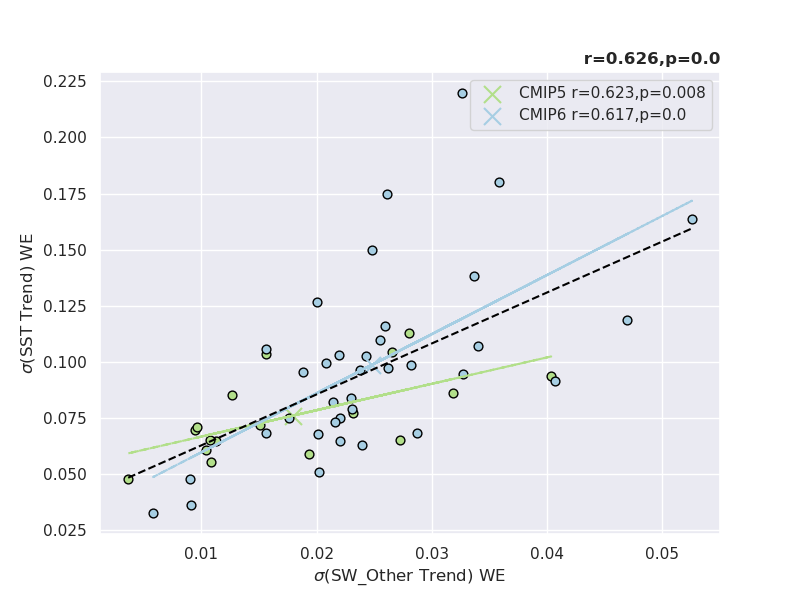 r=0.626,p=0.0
CMIP5 r=0.623,p=0.008
CMIP6 r=0.617,p=0.0
0.225
0.200
0.175
0.150
0.125
0.100
0.075
0.050
0.025
σ(SST Trend) WE
0.01
0.02
0.03
0.04
0.05
σ(SW_Other Trend) WE